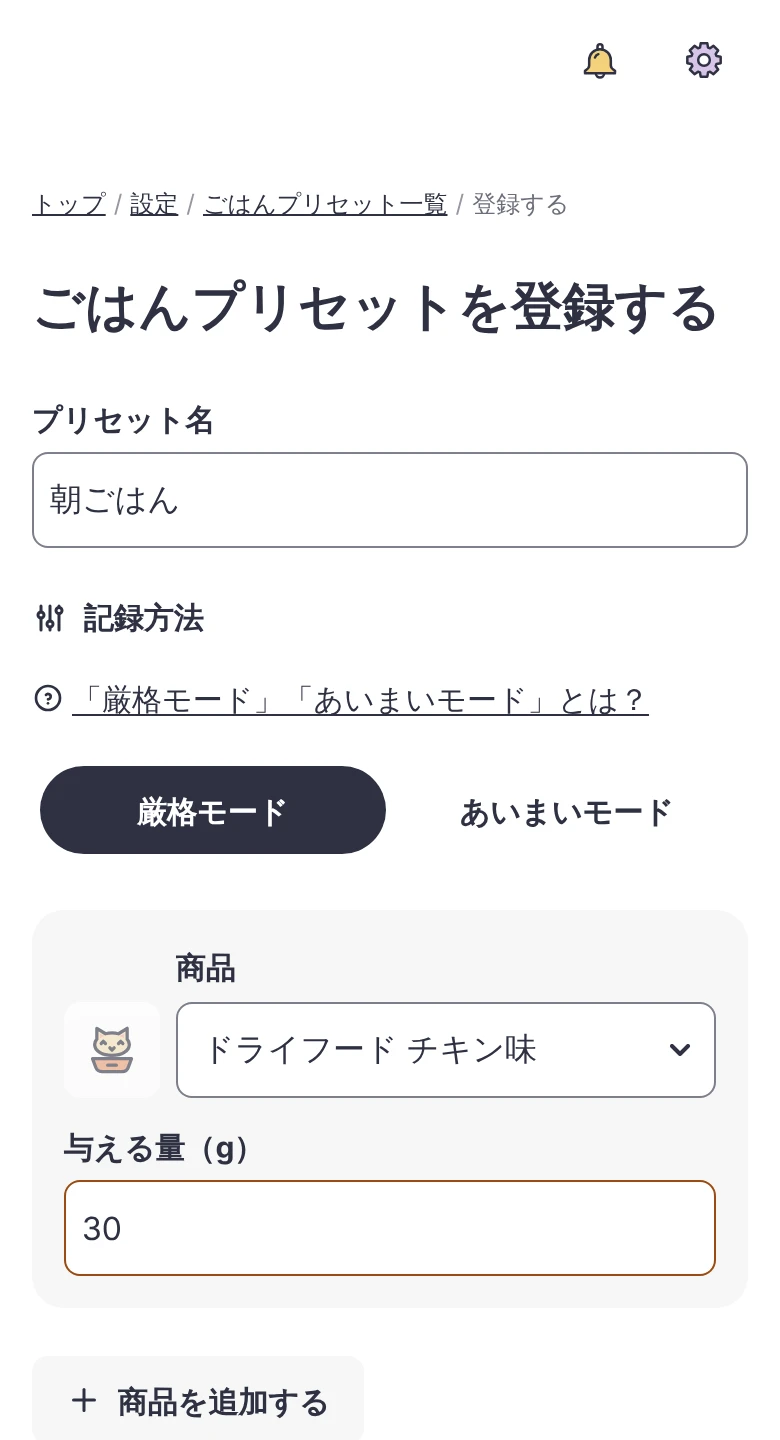 トップ / 設定 / ごはんプリセット一覧 / 登録する
ごはんプリセットを登録する
プリセット名
朝ごはん
記録方法
「厳格モード」「あいまいモード」とは？
厳格モード
あいまいモード
商品
ドライフード チキン味
与える量（g）
30
商品を追加する